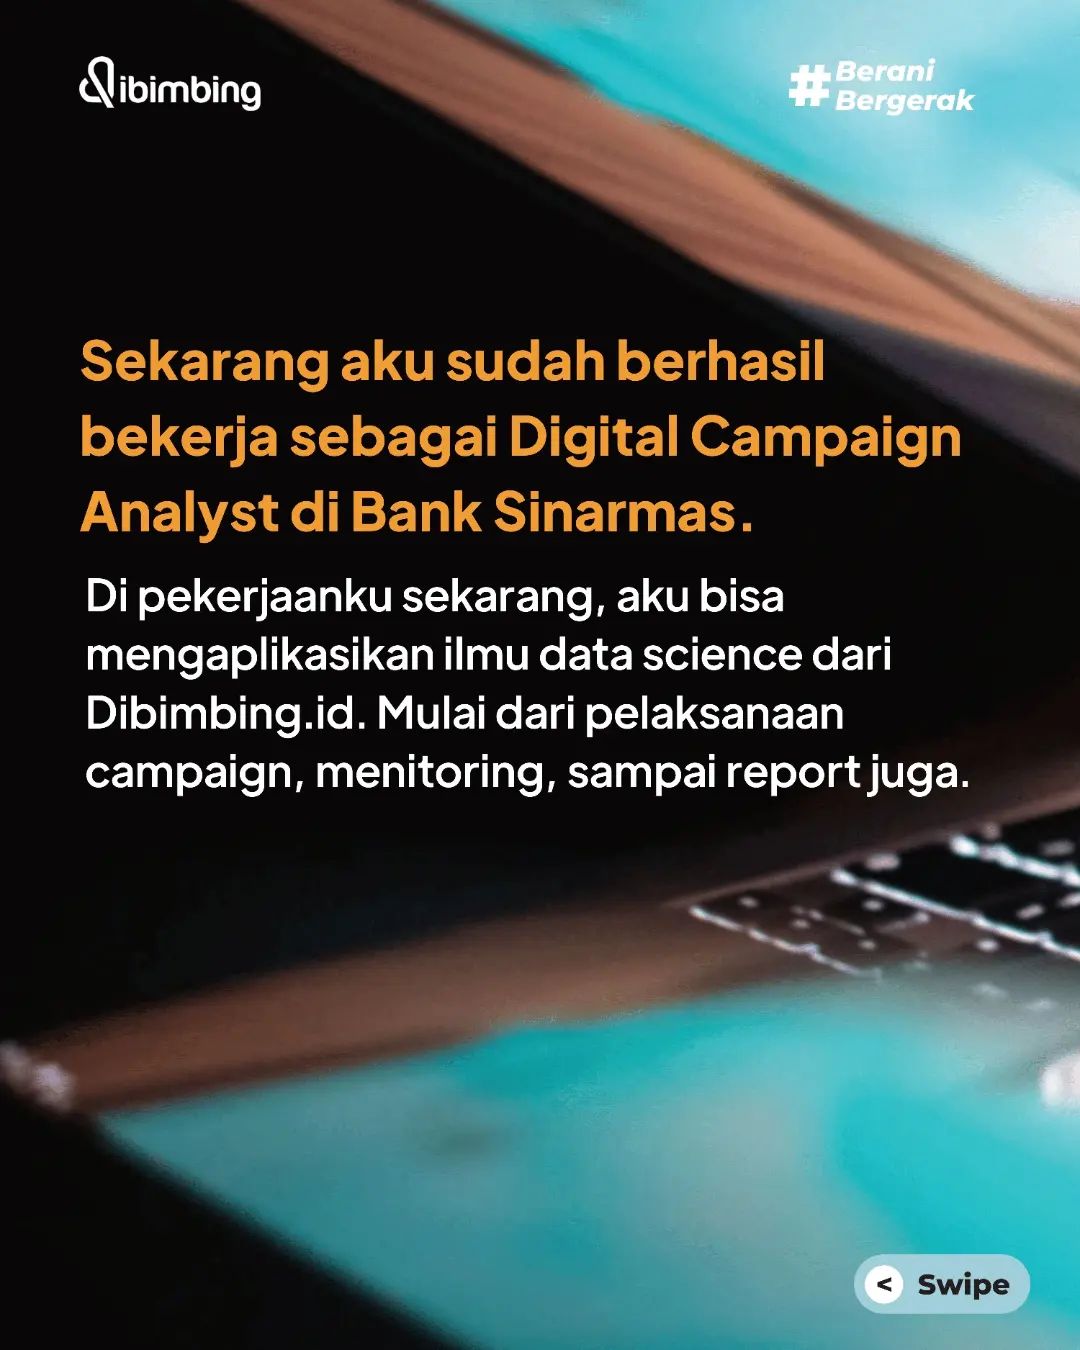 dibimbing
#Berani
Bergerak
Sekarang aku sudah berhasil
bekerja sebagai Digital Campaign
Analyst di Bank Sinarmas.
Di pekerjaanku sekarang, aku bisa
mengaplikasikan ilmu data science dari
Dibimbing.id. Mulai dari pelaksanaan
campaign, menitoring, sampai report juga.
< Swipe